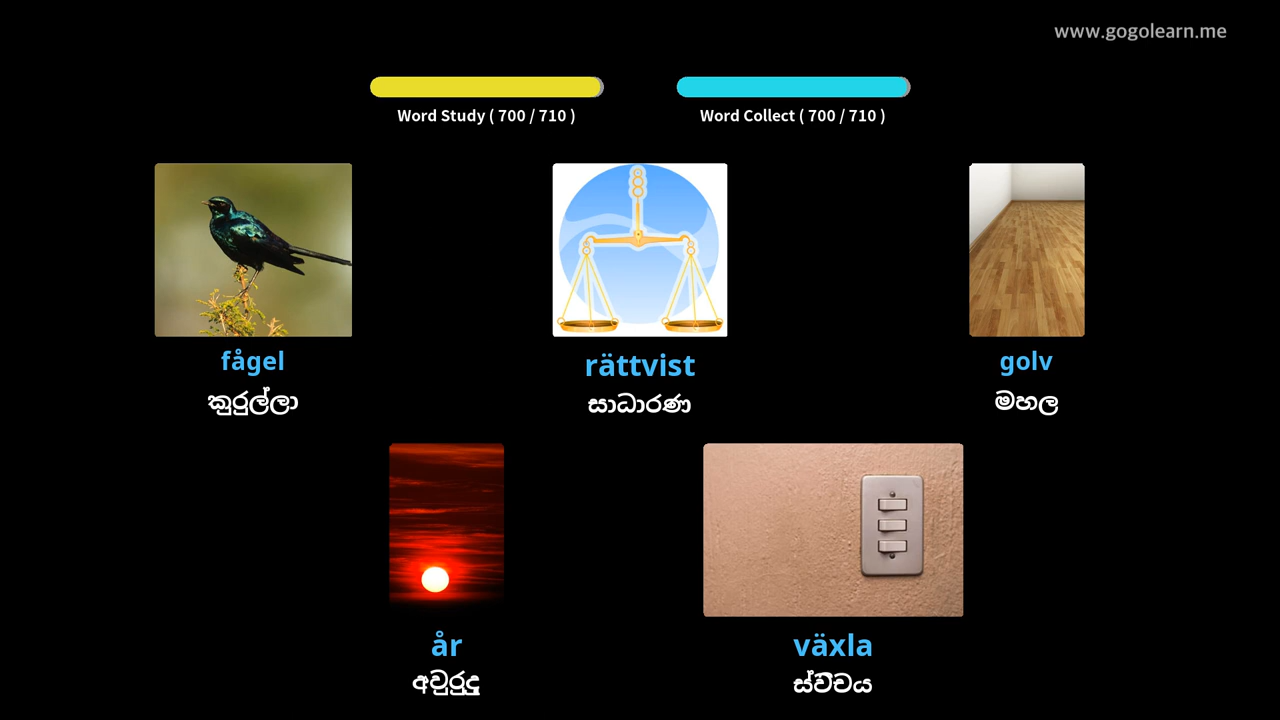 www.gogolearn.me
Word Study ( 700 / 710 )
Word Collect ( 700 / 710 )
fågel
කුරුල්ලා
rättvist
සාධාරණ
golv
මහල
år
අවුරුදු
växla
ස්විචය